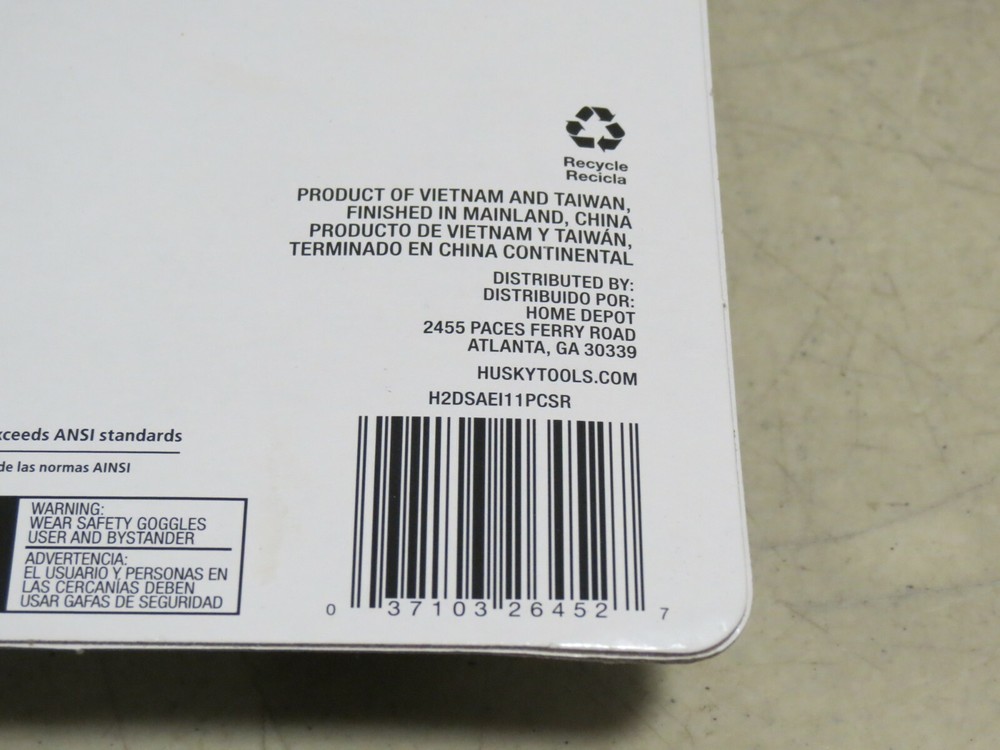 Recycle
Recicla
PRODUCT OF VIETNAM AND TAIWAN,
FINISHED IN MAINLAND, CHINA
PRODUCTO DE VIETNAM Y TAIWÁN,
TERMINADO EN CHINA CONTINENTAL
DISTRIBUTED BY:
DISTRIBUIDO POR:
HOME DEPOT
2455 PACES FERRY ROAD
ATLANTA, GA 30339
HUSKYTOOLS.COM
H2DSAEI11PCSR
0 37103 26452 7
ceeds ANSI standards
de las normas AINSI
WARNING:
WEAR SAFETY GOGGLES
USER AND BYSTANDER
ADVERTENCIA:
EL USUARIO Y PERSONAS EN
LAS CERCANÍAS DEBEN
USAR GAFAS DE SEGURIDAD